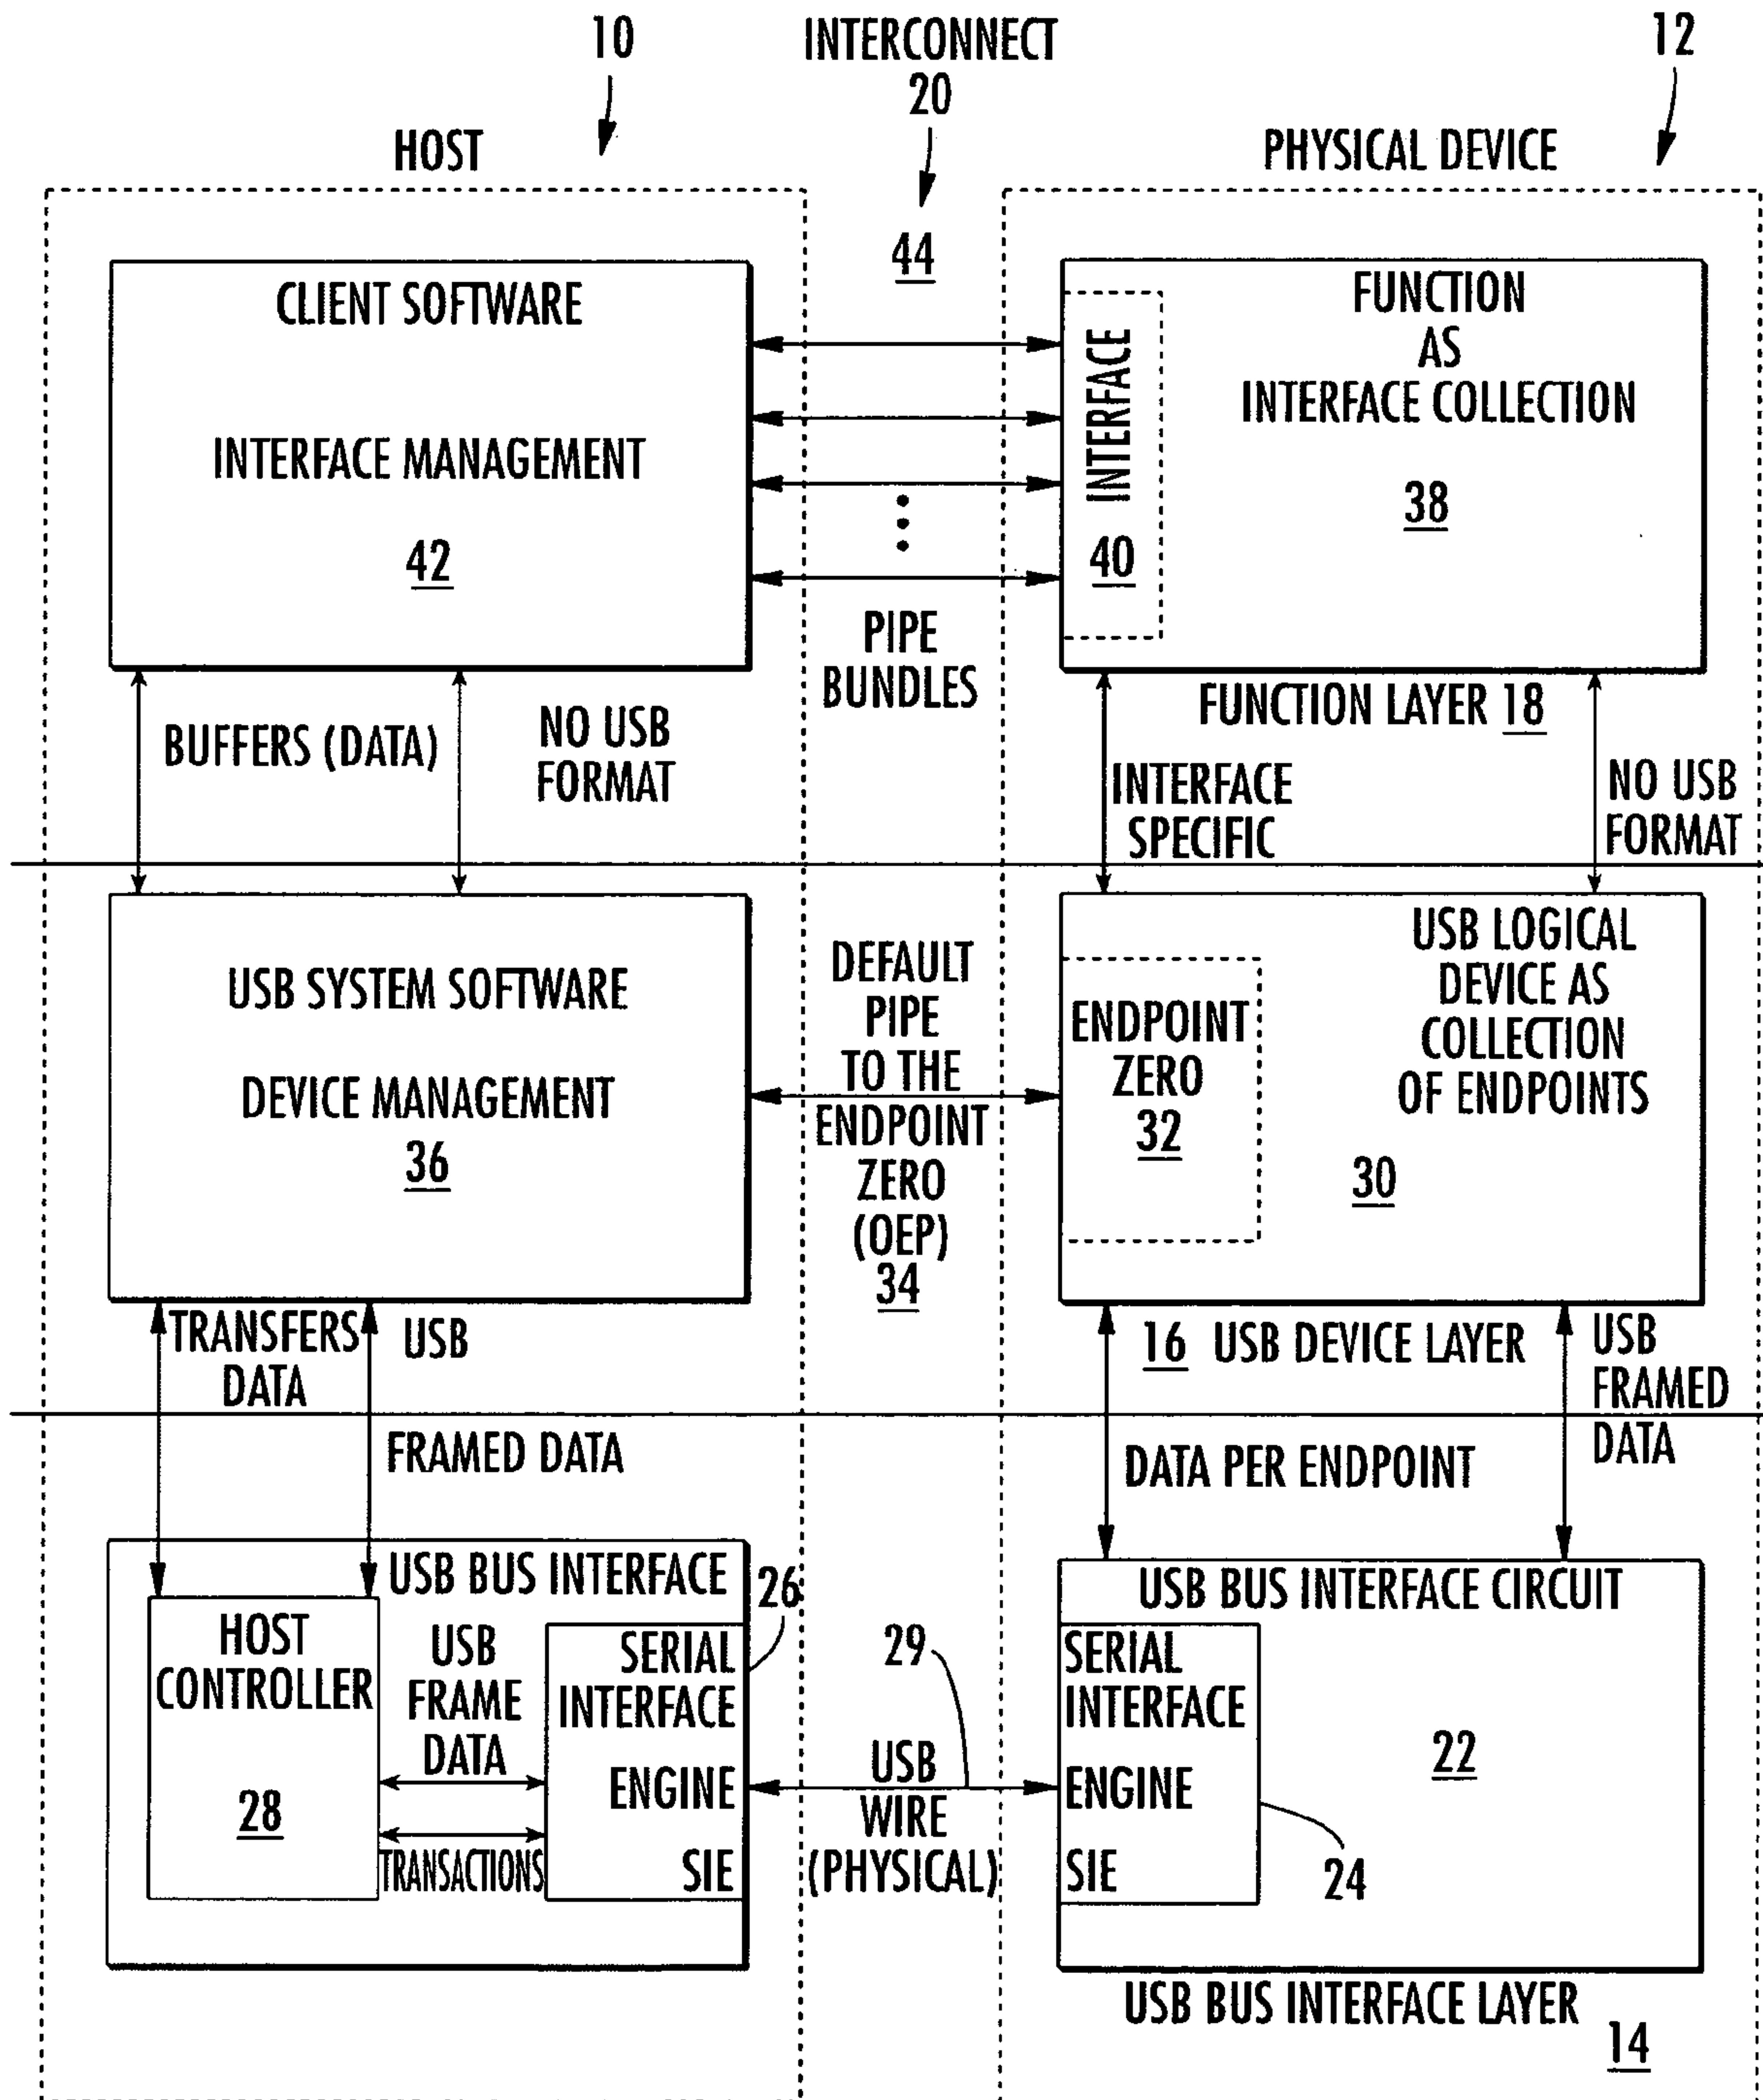 10
INTERCONNECT
20
12
HOST
PHYSICAL DEVICE
44
CLIENT SOFTWARE
INTERFACE MANAGEMENT
42
INTERFACE
40
FUNCTION
AS
INTERFACE COLLECTION
38
PIPE
BUNDLES
BUFFERS (DATA)
NO USB
FORMAT
FUNCTION LAYER 18
INTERFACE
SPECIFIC
NO USB
FORMAT
USB SYSTEM SOFTWARE
DEVICE MANAGEMENT
36
DEFAULT
PIPE
TO THE
ENDPOINT
ZERO
(OEP)
34
ENDPOINT
ZERO
32
USB LOGICAL
DEVICE AS
COLLECTION
OF ENDPOINTS
30
TRANSFERS
DATA
USB
FRAMED DATA
16 USB DEVICE LAYER
USB
FRAMED
DATA
DATA PER ENDPOINT
USB BUS INTERFACE
26
HOST
CONTROLLER
28
USB
FRAME
DATA
TRANSACTIONS
SERIAL
INTERFACE
ENGINE
SIE
29
USB
WIRE
(PHYSICAL)
USB BUS INTERFACE CIRCUIT
SERIAL
INTERFACE
ENGINE
SIE
22
24
USB BUS INTERFACE LAYER
14